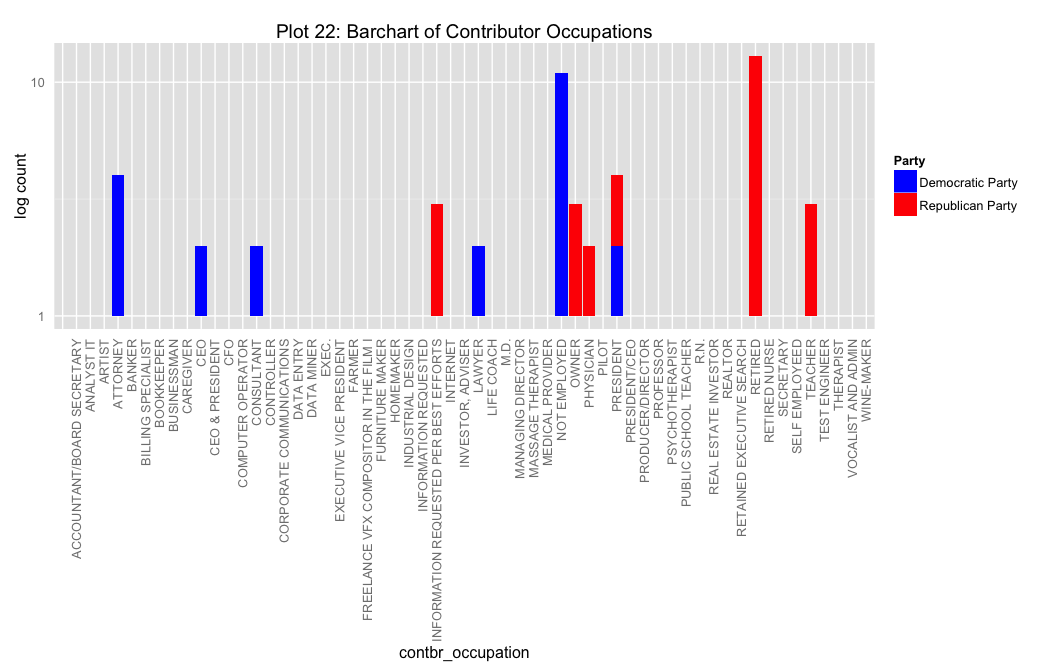 Plot 22: Barchart of Contributor Occupations
log count
10
1
ACCOUNTANT/BOARD SECRETARY
ANALYST IT
ARTIST
ATTORNEY
BANKER
BILLING SPECIALIST
BOOKKEEPER
BUSINESSMAN
CAREGIVER
CEO
CEO & PRESIDENT
CFO
COMPUTER OPERATOR
CONSULTANT
CONTROLLER
CORPORATE COMMUNICATIONS
DATA ENTRY
DATA MINER
EXEC.
EXECUTIVE VICE PRESIDENT
FARMER
FREELANCE VFX COMPOSITOR IN THE FILM I
FURNITURE MAKER
HOMEMAKER
INDUSTRIAL DESIGN
INFORMATION REQUESTED
INFORMATION REQUESTED PER BEST EFFORTS
INTERNET
INVESTOR, ADVISER
LAWYER
LIFE COACH
M.D.
MANAGING DIRECTOR
MASSAGE THERAPIST
MEDICAL PROVIDER
NOT EMPLOYED
OWNER
PHYSICIAN
PILOT
PRESIDENT
PRESIDENT/CEO
PRODUCER/DIRECTOR
PROFESSOR
PSYCHOTHERAPIST
PUBLIC SCHOOL TEACHER
R.N.
REAL ESTATE INVESTOR
REALTOR
RETAINED EXECUTIVE SEARCH
RETIRED
RETIRED NURSE
SECRETARY
SELF EMPLOYEED
TEACHER
TEST ENGINEER
THERAPIST
VOCALIST AND ADMIN
WINE-MAKER
contbr_occupation
Party
Democratic Party
Republican Party